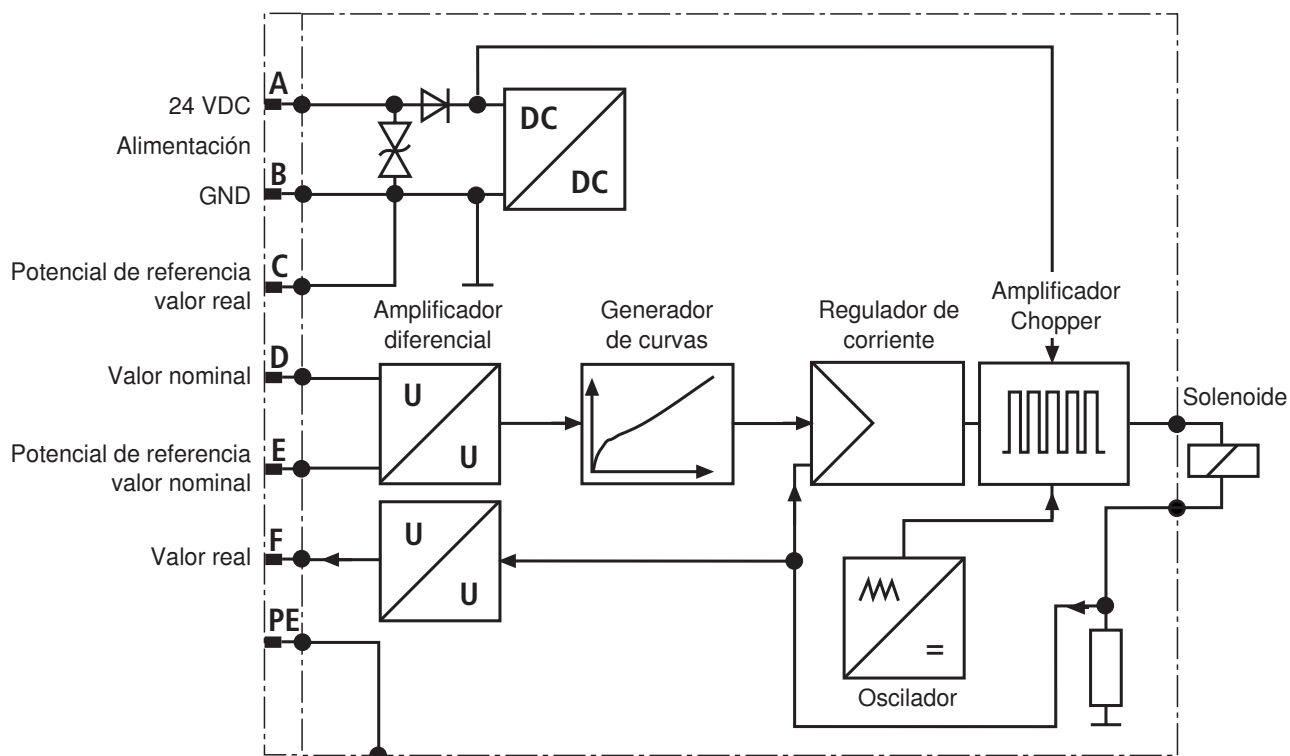 A
24 VDC
Alimentación
B
GND
DC
DC
Potencial de referencia
valor real
C
Amplificador
diferencial
Generador
de curvas
Regulador de
corriente
Amplificador
Chopper
D
Valor nominal
U
U
Solenoide
Potencial de referencia
valor nominal
E
F
Valor real
U
U
PE
=
Oscilador